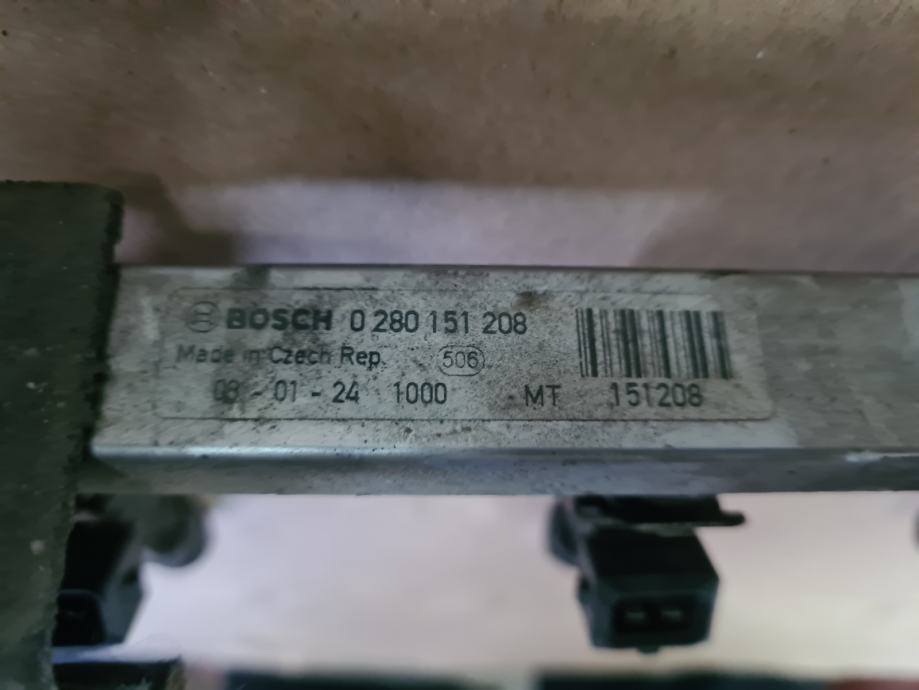 BOSCH 0 280 151 208
Made in Czech Rep. 506
08 - 01 - 24 1000 MT 151208